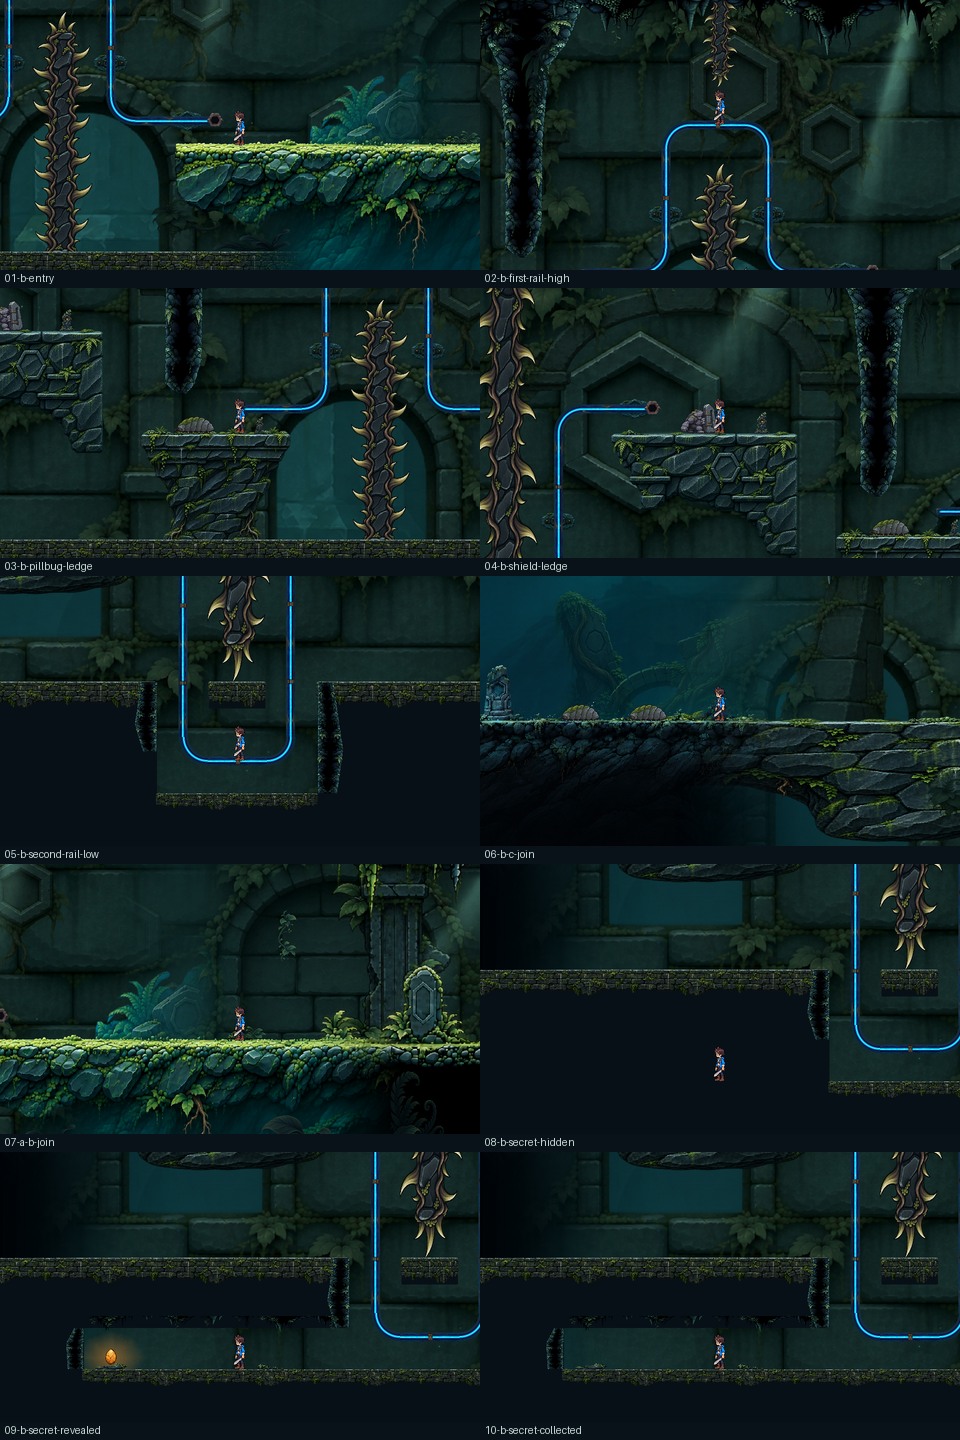 01-b-entry
02-b-first-rail-high
03-b-pillbug-ledge
04-b-shield-ledge
05-b-second-rail-low
06-b-c-join
07-a-b-join
08-b-secret-hidden
09-b-secret-revealed
10-b-secret-collected